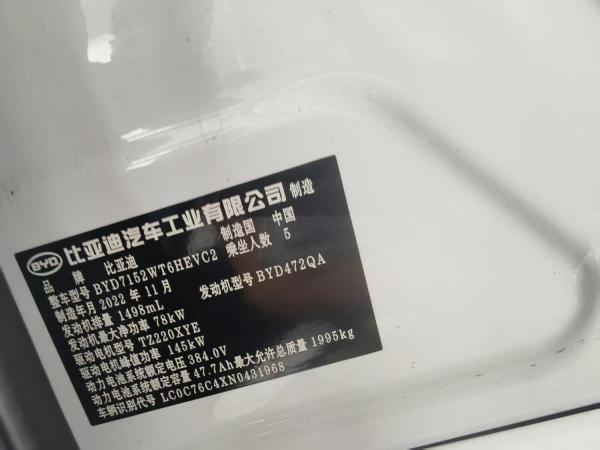 BYD 比亚迪汽车工业有限公司 制造
品 牌 比亚迪 制造国 中国
整车型号 BYD7152WT6HEVC2 乘坐人数 5
制造年月 2022 年 11 月 发动机型号 BYD472QA
发动机排量 1498mL
发动机最大净功率 78kW
驱动电机型号 TZ220XYE
驱动电机峰值功率 145kW
动力电池系统额定电压 384.0V
动力电池系统额定容量 47.7Ah 最大允许总质量 1995kg
车辆识别代号 LC0C76C4XN0431968